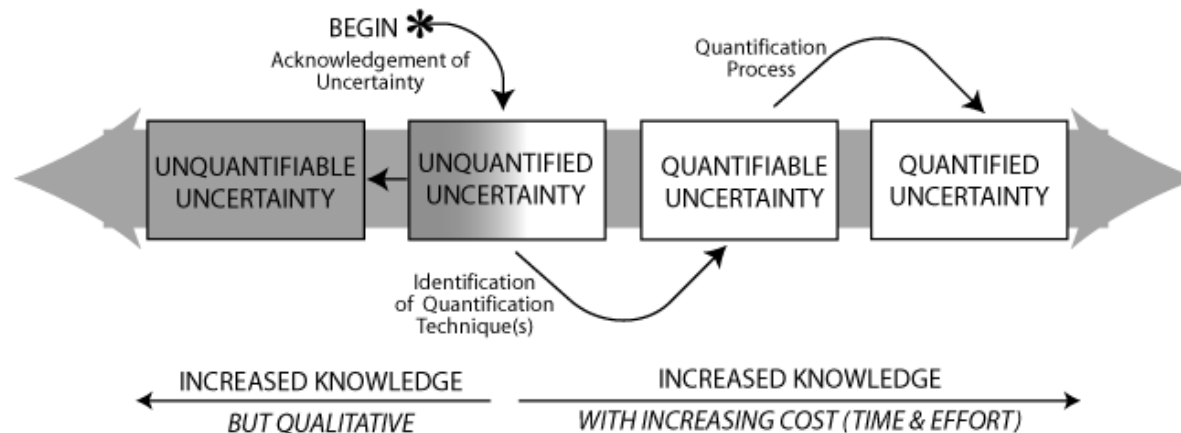 BEGIN *
Acknowledgement of
Uncertainty
Quantification
Process
UNQUANTIFIABLE
UNCERTAINTY
UNQUANTIFIED
UNCERTAINTY
QUANTIFIABLE
UNCERTAINTY
QUANTIFIED
UNCERTAINTY
Identification
of Quantification
Technique(s)
INCREASED KNOWLEDGE
BUT QUALITATIVE
INCREASED KNOWLEDGE
WITH INCREASING COST (TIME & EFFORT)